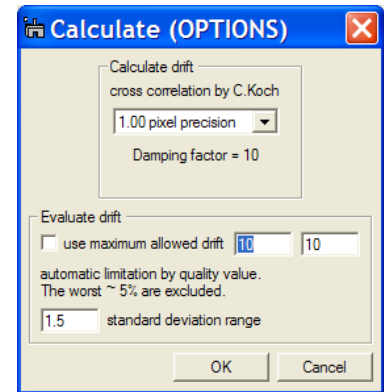 Calculate (OPTIONS)
Calculate drift
cross correlation by C.Koch
1.00 pixel precision
Damping factor = 10
Evaluate drift
use maximum allowed drift 10 10
automatic limitation by quality value.
The worst ~ 5% are excluded.
1.5 standard deviation range
OK Cancel